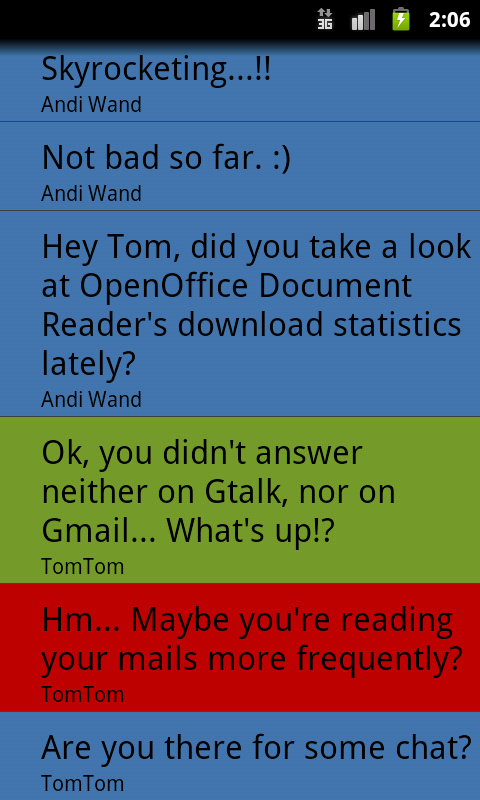 3G 2:06
Skyrocketing...!!
Andi Wand
Not bad so far. :)
Andi Wand
Hey Tom, did you take a look
at OpenOffice Document
Reader's download statistics
lately?
Andi Wand
Ok, you didn't answer
neither on Gtalk, nor on
Gmail... What's up!?
TomTom
Hm... Maybe you're reading
your mails more frequently?
TomTom
Are you there for some chat?
TomTom